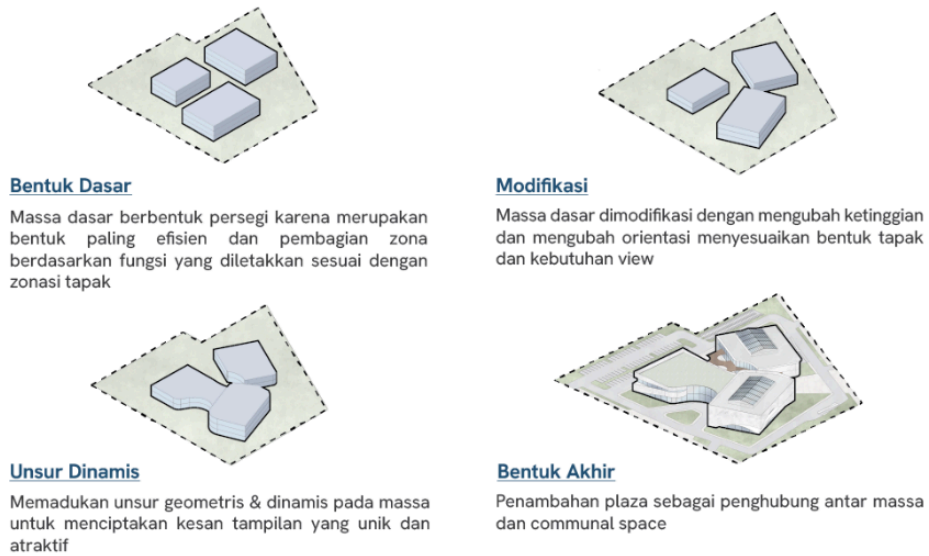 Bentuk Dasar
Massa dasar berbentuk persegi karena merupakan
bentuk paling efisien dan pembagian zona
berdasarkan fungsi yang diletakkan sesuai dengan
zonasi tapak
Modifikasi
Massa dasar dimodifikasi dengan mengubah ketinggian
dan mengubah orientasi menyesuaikan bentuk tapak
dan kebutuhan view
Unsur Dinamis
Memadukan unsur geometris & dinamis pada massa
untuk menciptakan kesan tampilan yang unik dan
atraktif
Bentuk Akhir
Penambahan plaza sebagai penghubung antar massa
dan communal space